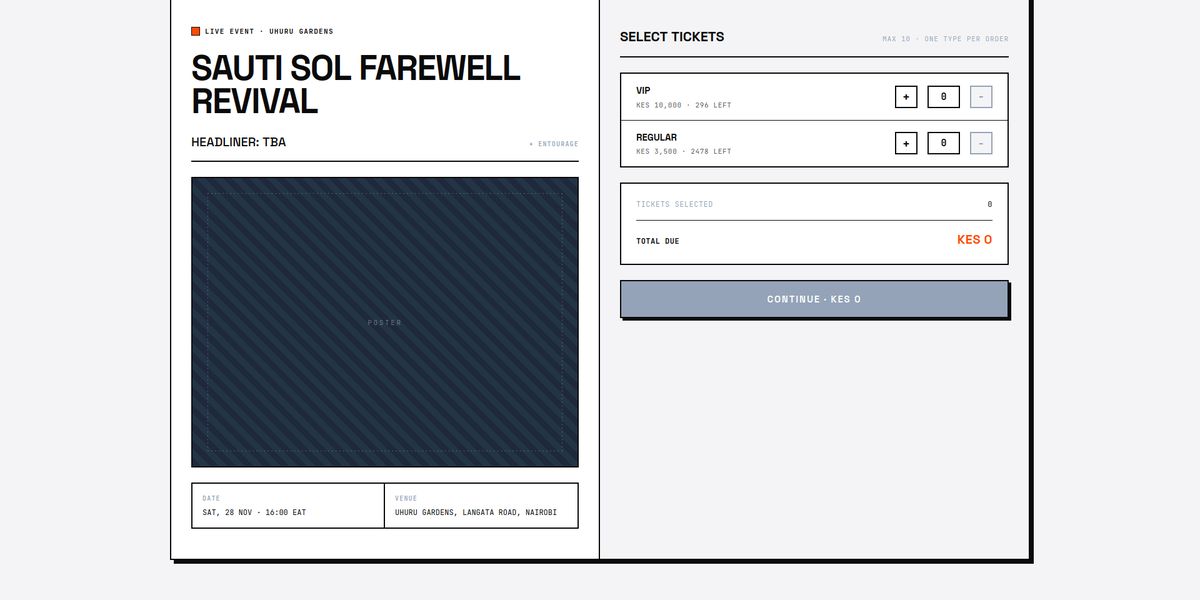 LIVE EVENT · UHURU GARDENS
SAUTI SOL FAREWELL
REVIVAL
HEADLINER: TBA
+ ENTOURAGE
POSTER
DATE
SAT, 28 NOV · 16:00 EAT
VENUE
UHURU GARDENS, LANGATA ROAD, NAIROBI
SELECT TICKETS
MAX 10 · ONE TYPE PER ORDER
VIP
KES 10,000 · 296 LEFT
+ 0 -
REGULAR
KES 3,500 · 2478 LEFT
+ 0 -
TICKETS SELECTED 0
TOTAL DUE KES 0
CONTINUE · KES 0